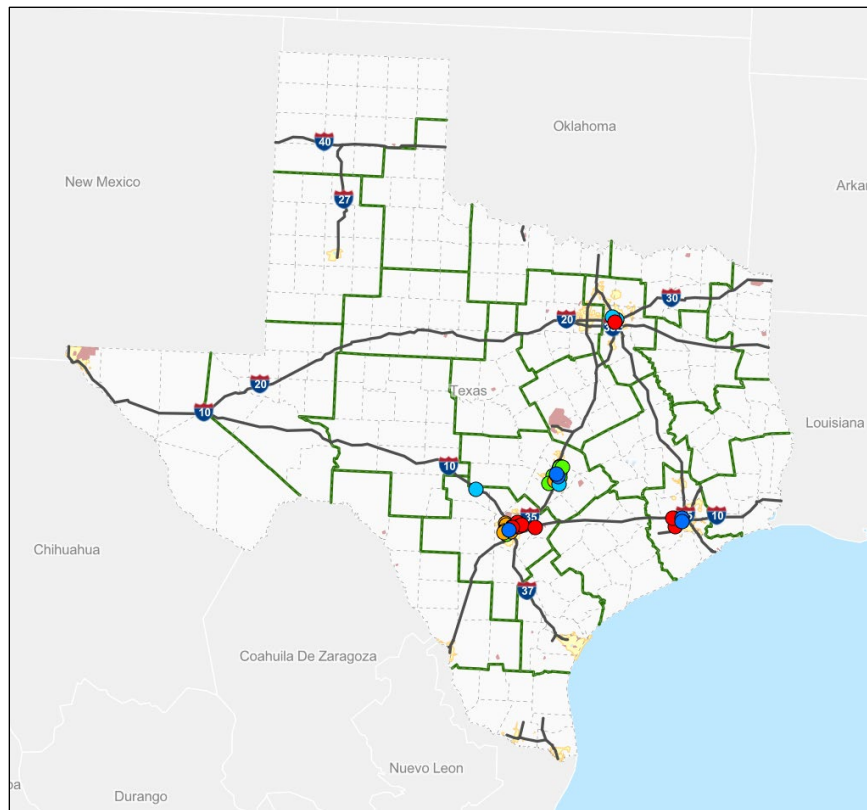 Oklahoma
40
New Mexico
Arkan
27
30
20
Texas
20
10
Louisiana
10
35
10
Chihuahua
37
Coahuila De Zaragoza
Nuevo Leon
Durango